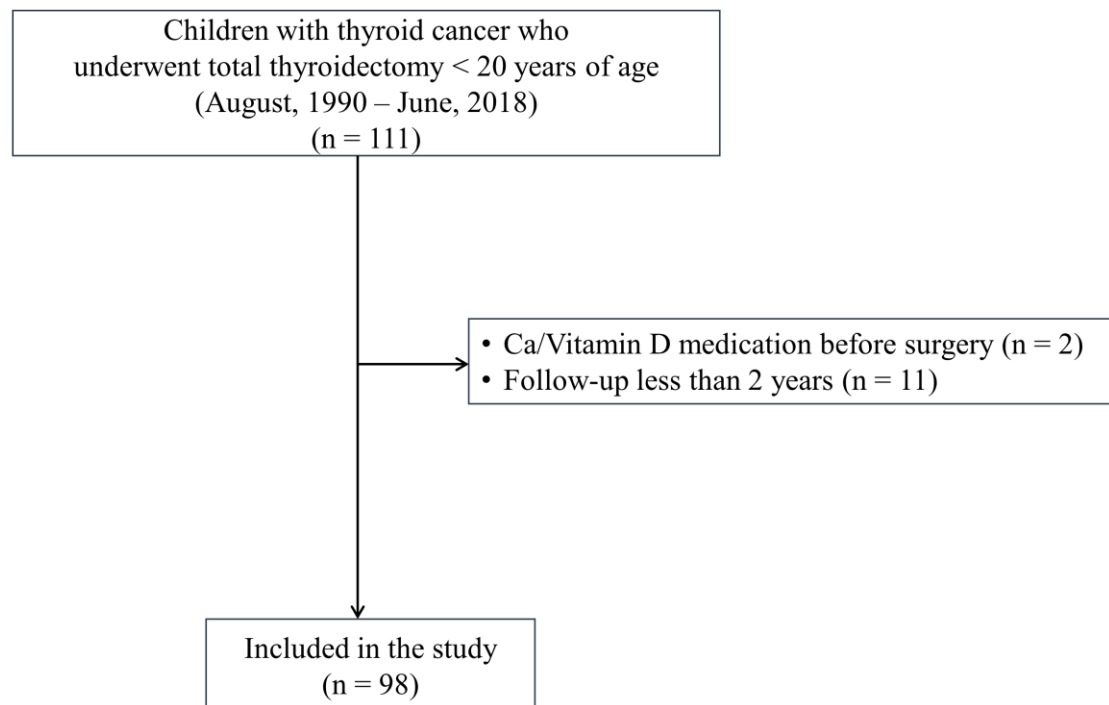 Children with thyroid cancer who
underwent total thyroidectomy < 20 years of age
(August, 1990 – June, 2018)
(n = 111)
• Ca/Vitamin D medication before surgery (n = 2)
• Follow-up less than 2 years (n = 11)
Included in the study
(n = 98)